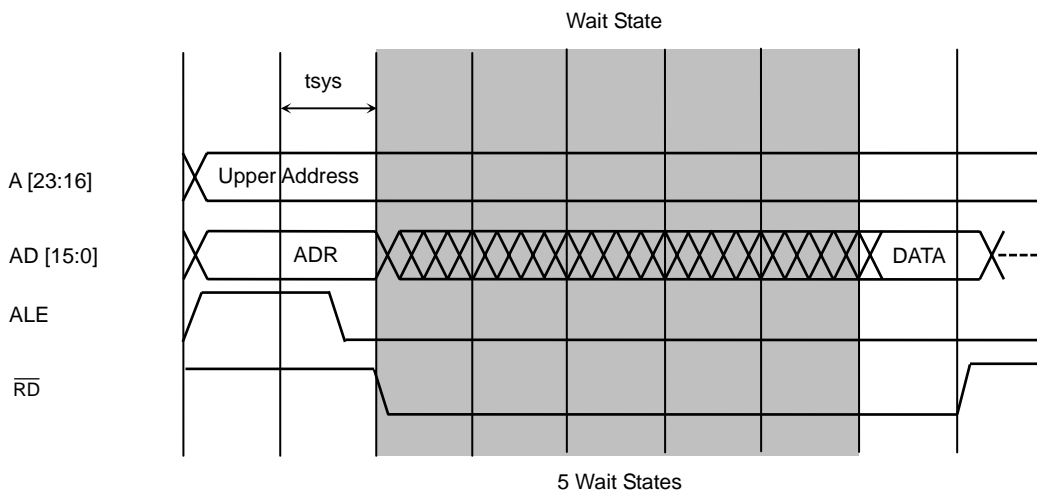 Wait State
tsys
A [23:16]
Upper Address
AD [15:0]
ADR
DATA
ALE
RD
5 Wait States